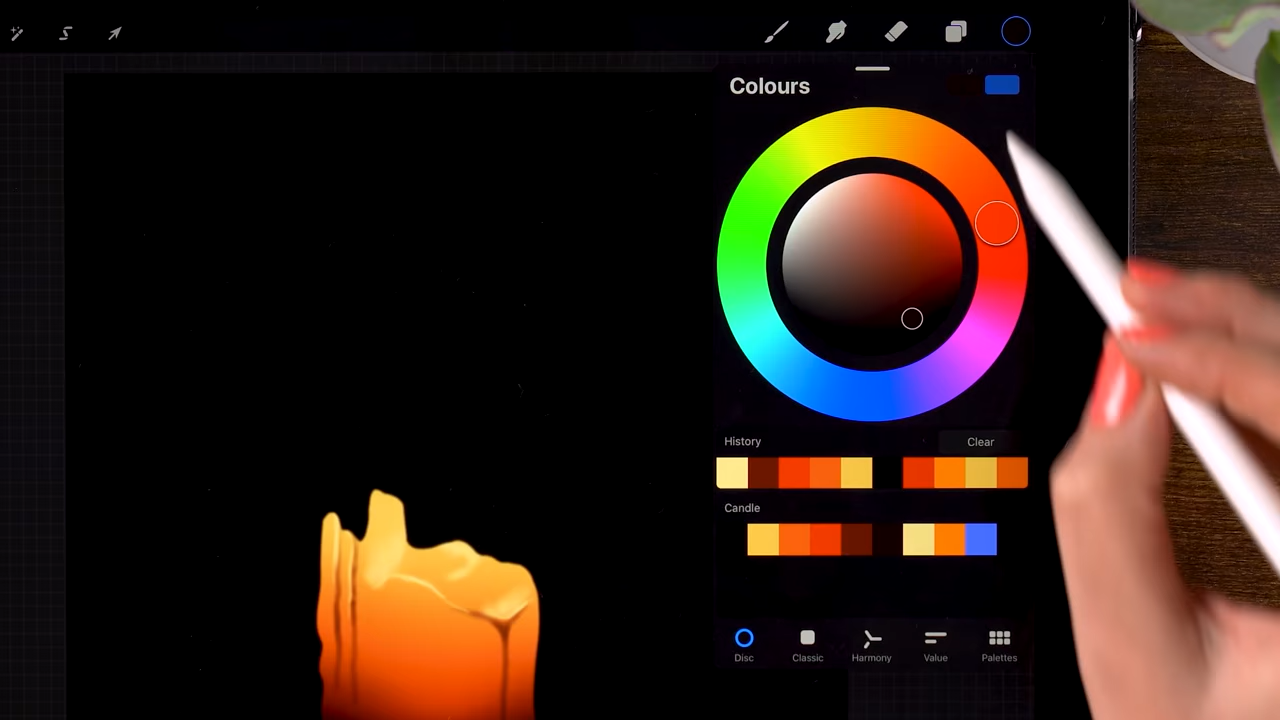 Colours
History
Clear
Candle
Disc
Classic
Harmony
Value
Palettes